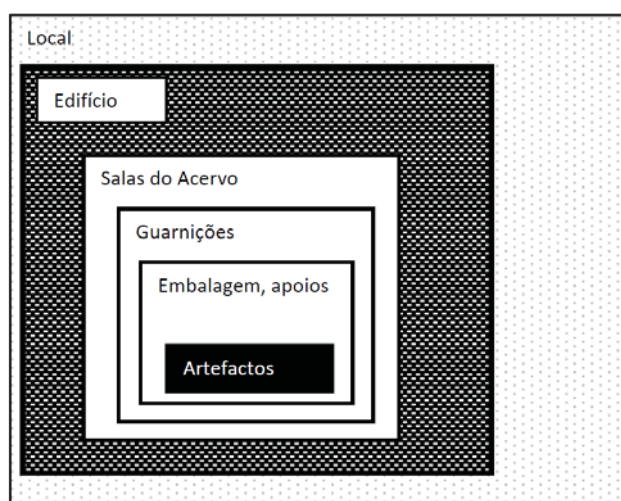 Local
Edifício
Salas do Acervo
Guarnições
Embalagem, apoios
Artefactos